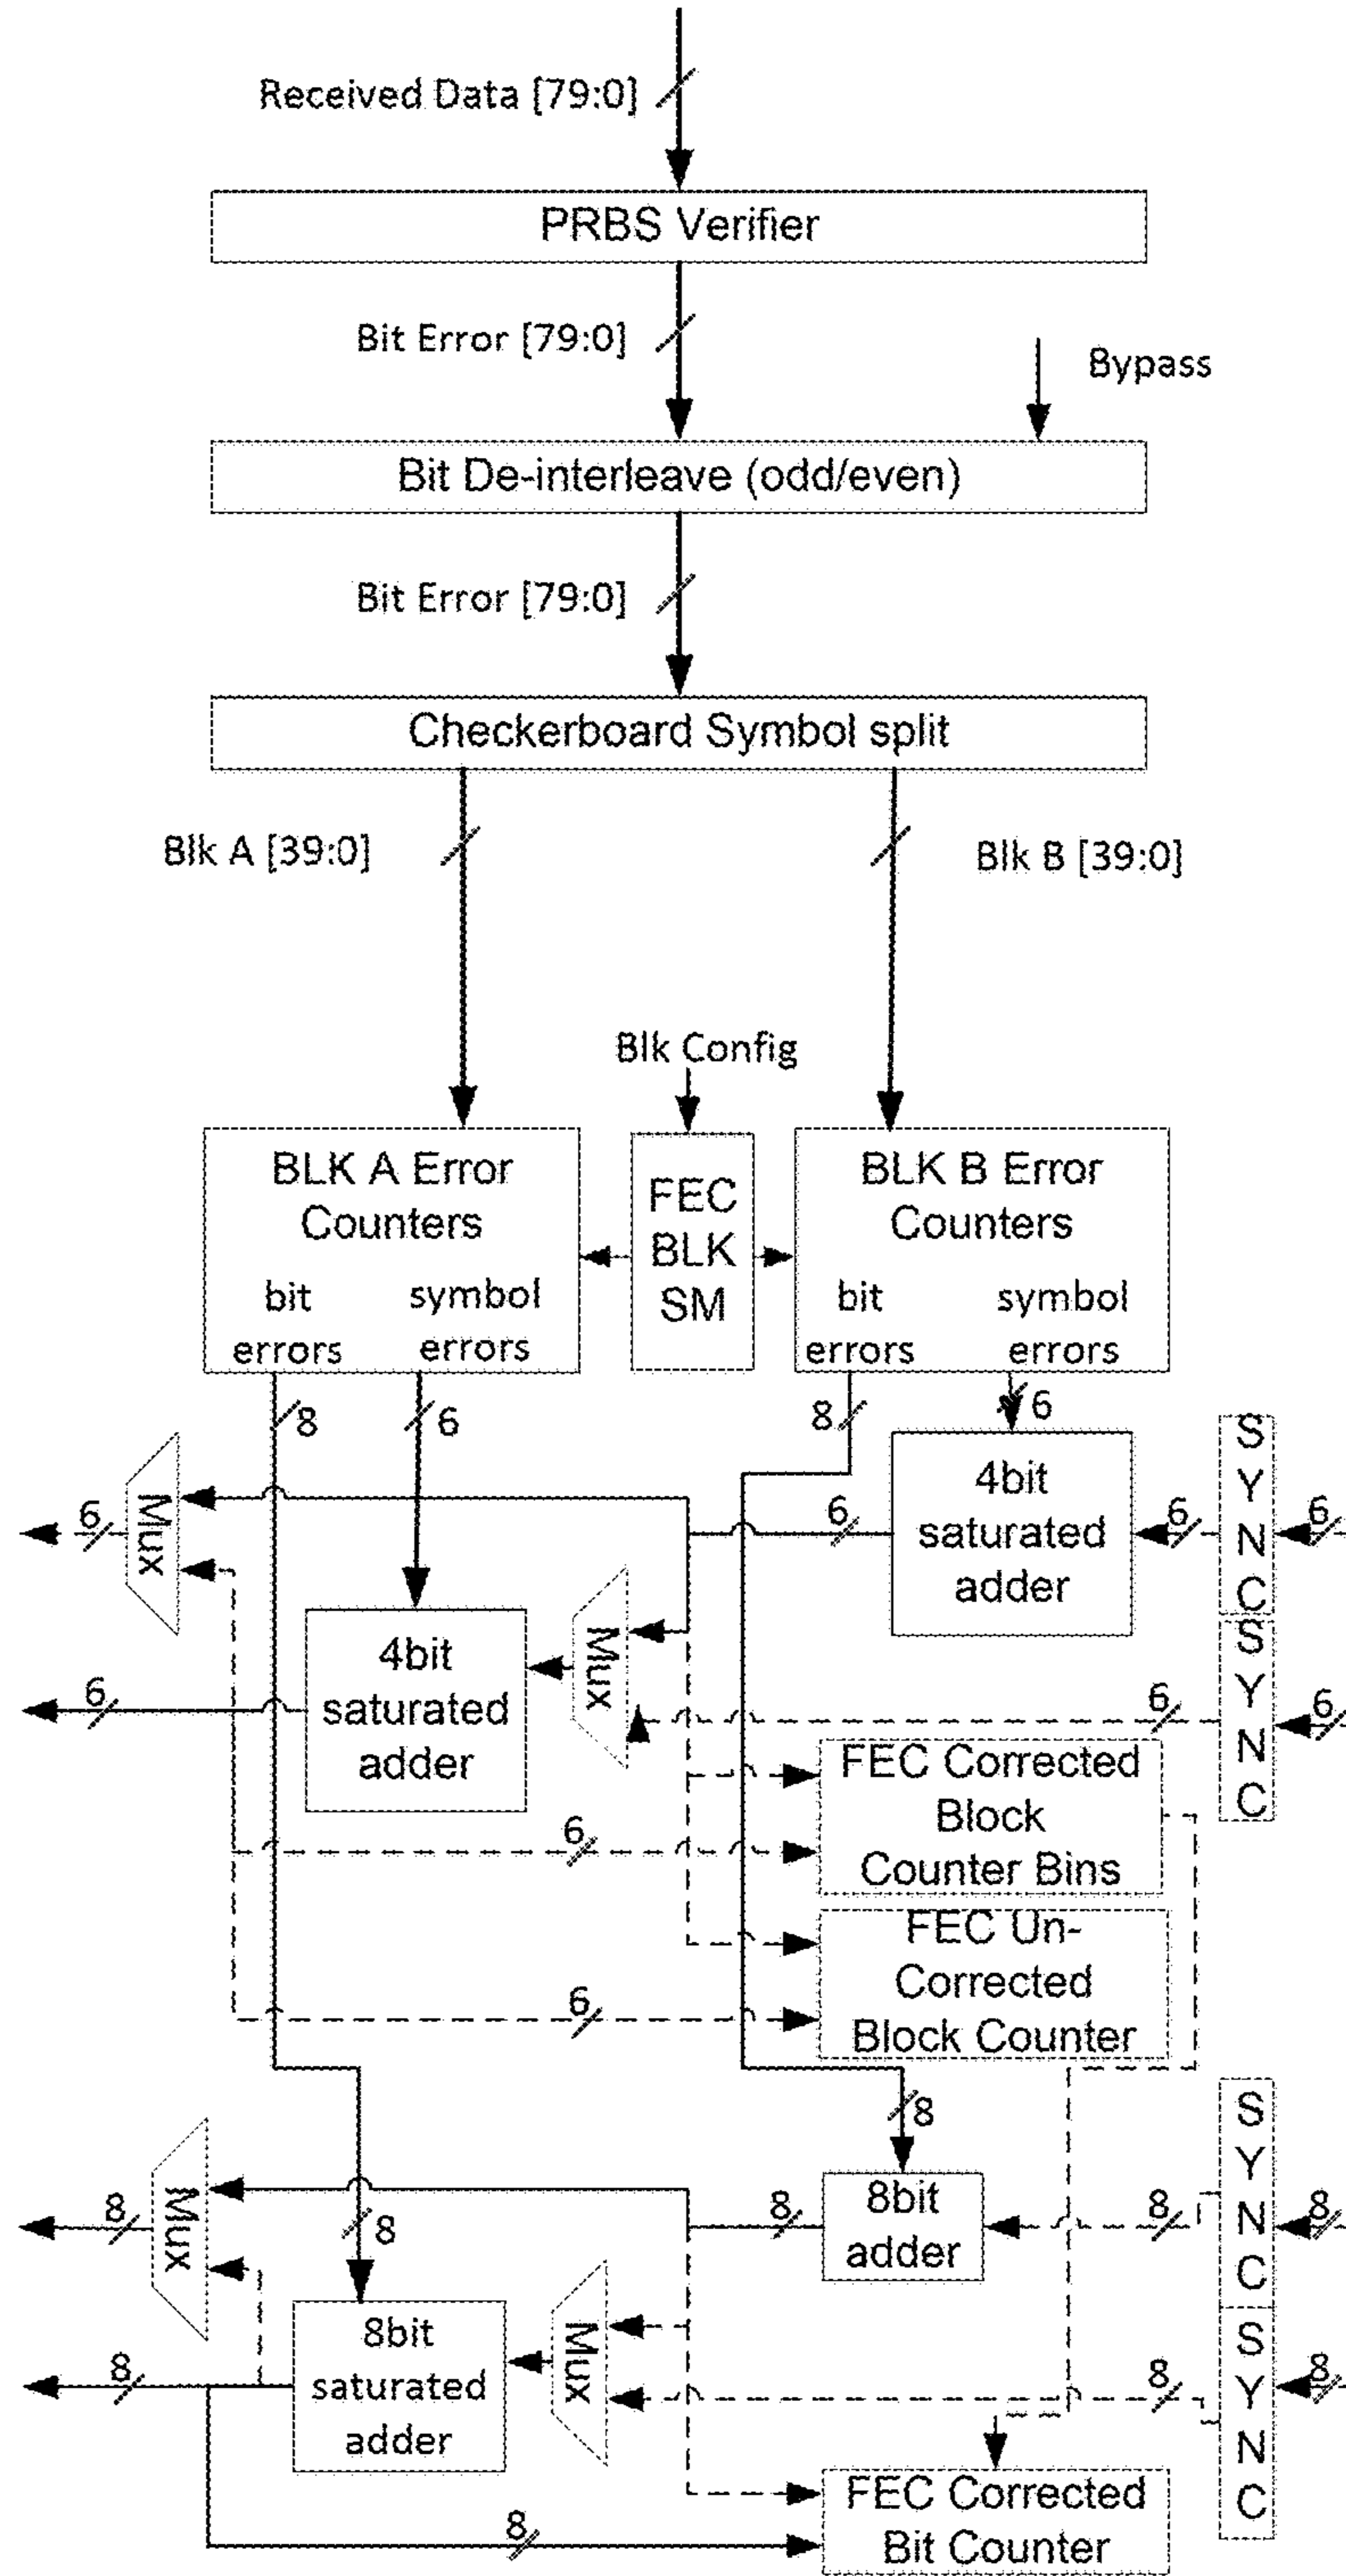 Received Data [79:0]
PRBS Verifier
Bit Error [79:0]
Bypass
Bit De-interleave (odd/even)
Bit Error [79:0]
Checkerboard Symbol split
Blk A [39:0]
Blk B [39:0]
Blk Config
BLK A Error
Counters
bit
errors
symbol
errors
FEC
BLK
SM
BLK B Error
Counters
bit
errors
symbol
errors
8
6
8
6
Mux
6
6
4bit
saturated
adder
6
S
Y
N
C
6
4bit
saturated
adder
6
Mux
6
S
Y
N
C
6
FEC Corrected
Block
Counter Bins
6
FEC Un-
Corrected
Block Counter
6
8
8
Mux
8
8
8bit
adder
8
S
Y
N
C
8
8
8bit
saturated
adder
Mux
8
S
Y
N
C
8
FEC Corrected
Bit Counter
8